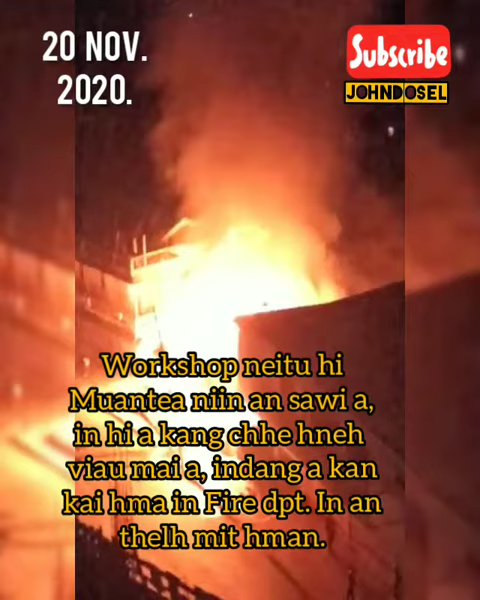 20 NOV.
2020.
Subscribe
JOHNDOSEL
Workshop neitu hi
Muantea niin an sawi a,
in hi a kang chhe hneh
viau mai a, indang a kan
kai hma in Fire dpt. In an
thelh mit hman.